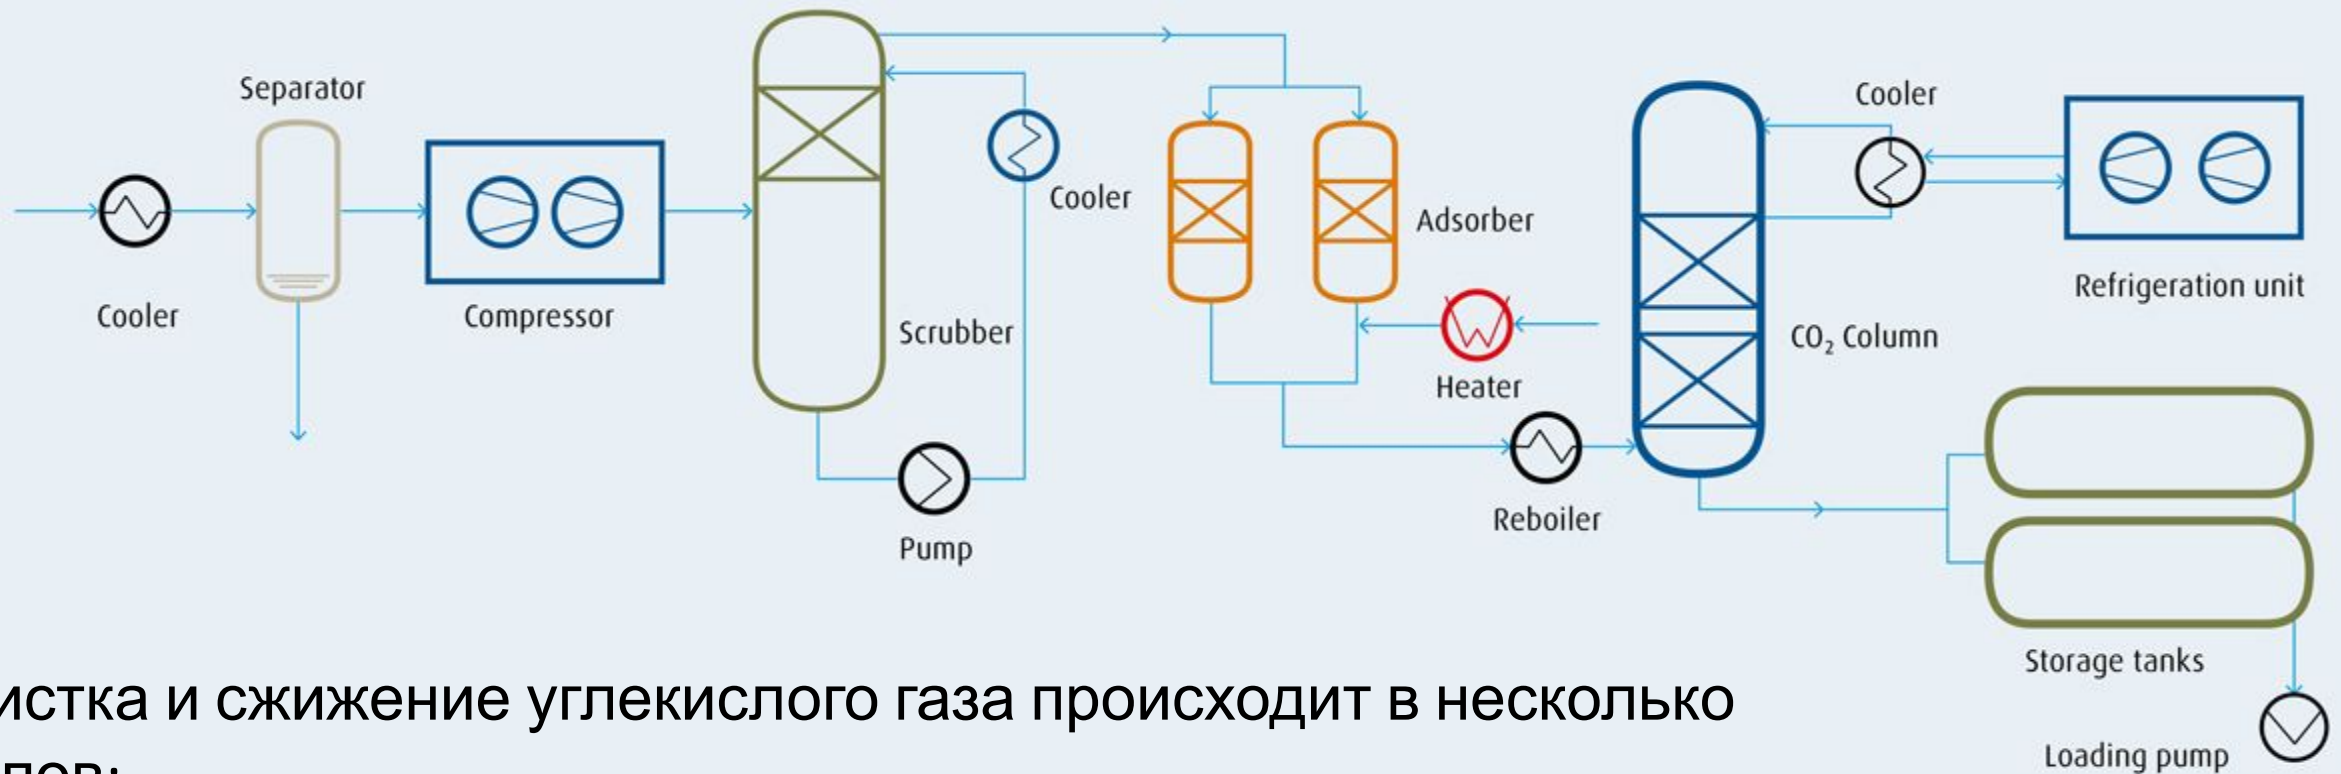 Separator
Cooler
Compressor
Scrubber
Cooler
Pump
Adsorber
Heater
Reboiler
Cooler
CO₂ Column
Refrigeration unit
Storage tanks
Loading pump
и сжижение углекислого газа происходит в несколько